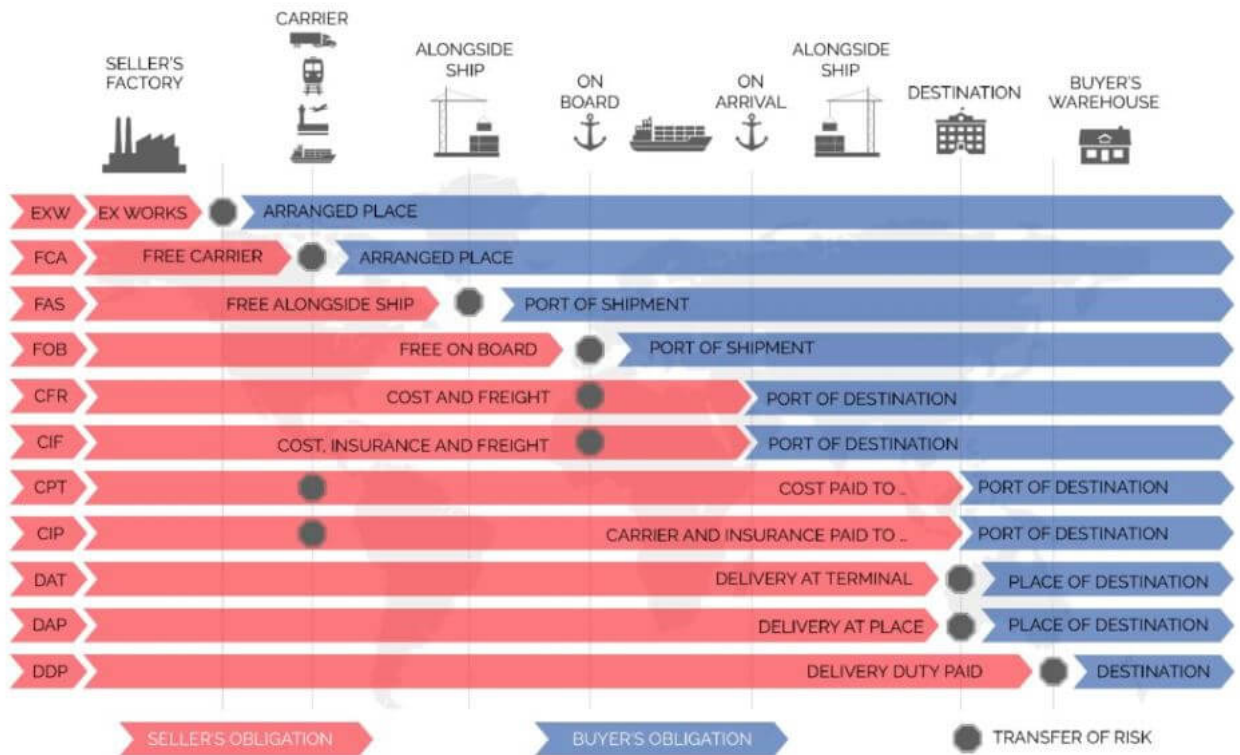 SELLER'S
FACTORY
CARRIER
ALONGSIDE
SHIP
ON
BOARD
ON
ARRIVAL
ALONGSIDE
SHIP
DESTINATION
BUYER'S
WAREHOUSE
EXW EX WORKS ARRANGED PLACE
FCA FREE CARRIER ARRANGED PLACE
FAS FREE ALONGSIDE SHIP PORT OF SHIPMENT
FOB FREE ON BOARD PORT OF SHIPMENT
CFR COST AND FREIGHT PORT OF DESTINATION
CIF COST, INSURANCE AND FREIGHT PORT OF DESTINATION
CPT COST PAID TO ... PORT OF DESTINATION
CIP CARRIER AND INSURANCE PAID TO ... PORT OF DESTINATION
DAT DELIVERY AT TERMINAL PLACE OF DESTINATION
DAP DELIVERY AT PLACE PLACE OF DESTINATION
DDP DELIVERY DUTY PAID DESTINATION
SELLER'S OBLIGATION BUYER'S OBLIGATION TRANSFER OF RISK